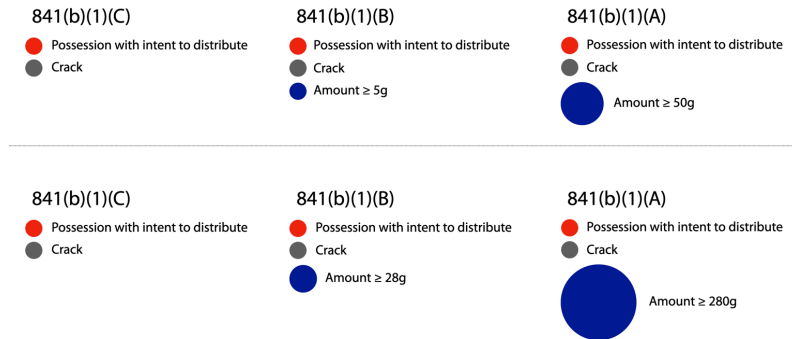 841(b)(1)(C)
Possession with intent to distribute
Crack
841(b)(1)(B)
Possession with intent to distribute
Crack
Amount ≥ 5g
841(b)(1)(A)
Possession with intent to distribute
Crack
Amount ≥ 50g
841(b)(1)(C)
Possession with intent to distribute
Crack
841(b)(1)(B)
Possession with intent to distribute
Crack
Amount ≥ 28g
841(b)(1)(A)
Possession with intent to distribute
Crack
Amount ≥ 280g